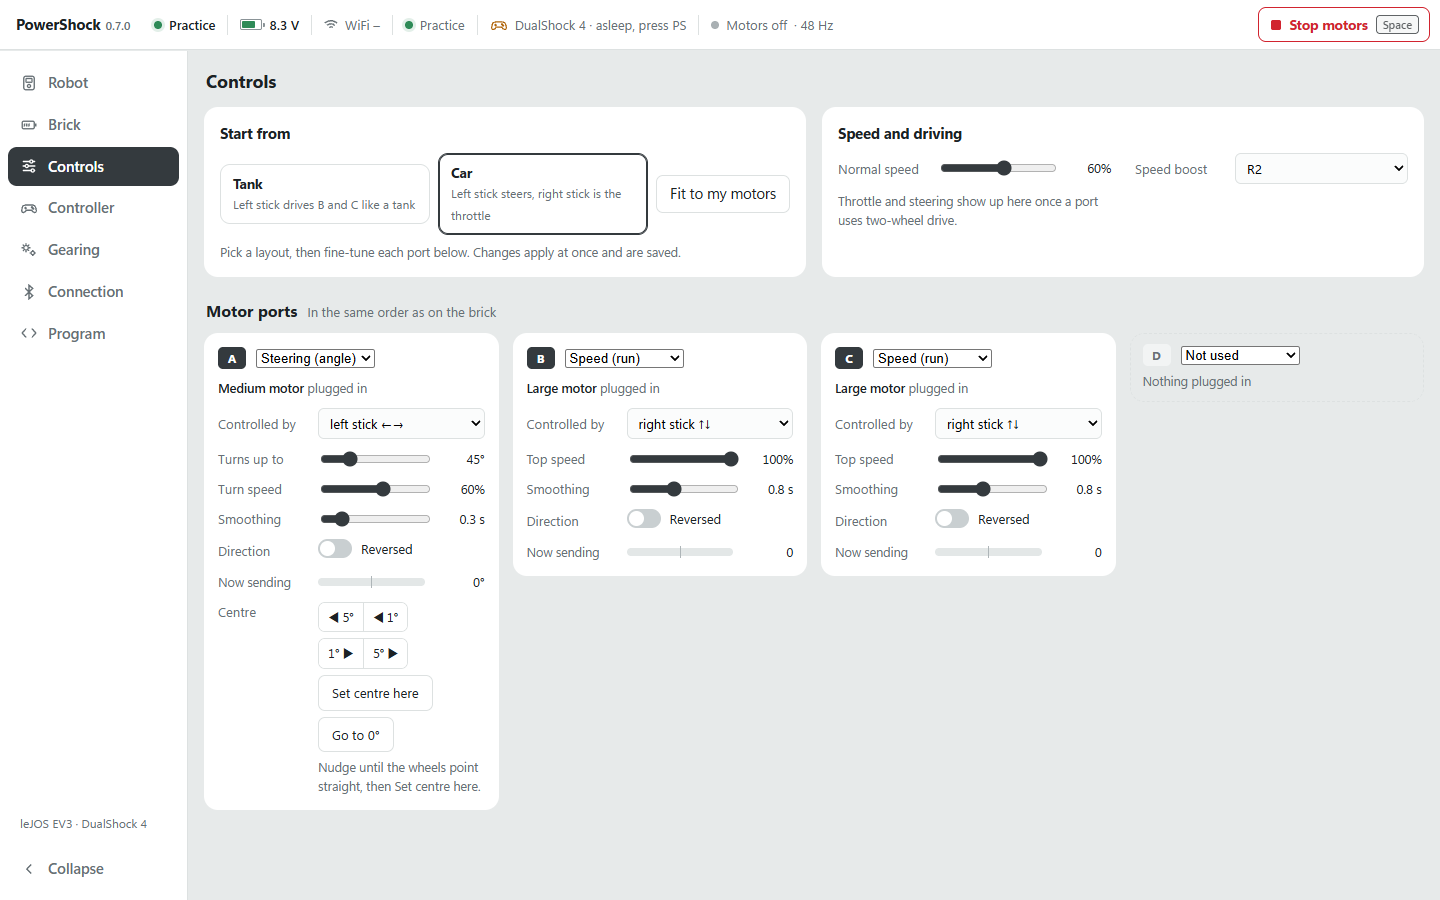 PowerShock 0.7.0
Practice
8.3 V
WiFi –
Practice
DualShock 4 · asleep, press PS
Motors off · 48 Hz
Stop motors
Space
Robot
Brick
Controls
Controller
Gearing
Connection
Program
leJOS EV3 · DualShock 4
Collapse
Controls
Start from
Tank
Left stick drives B and C like a tank
Car
Left stick steers, right stick is the
throttle
Fit to my motors
Pick a layout, then fine-tune each port below. Changes apply at once and are saved.
Speed and driving
Normal speed
60%
Speed boost
R2
Throttle and steering show up here once a port
uses two-wheel drive.
Motor ports In the same order as on the brick
A
Steering (angle)
Medium motor plugged in
Controlled by
left stick ←→
Turns up to
45°
Turn speed
60%
Smoothing
0.3 s
Direction
Reversed
Now sending
0°
Centre
◀ 5°
◀ 1°
1° ▶
5° ▶
Set centre here
Go to 0°
Nudge until the wheels point
straight, then Set centre here.
B
Speed (run)
Large motor plugged in
Controlled by
right stick ↑↓
Top speed
100%
Smoothing
0.8 s
Direction
Reversed
Now sending
0
C
Speed (run)
Large motor plugged in
Controlled by
right stick ↑↓
Top speed
100%
Smoothing
0.8 s
Direction
Reversed
Now sending
0
D
Not used
Nothing plugged in